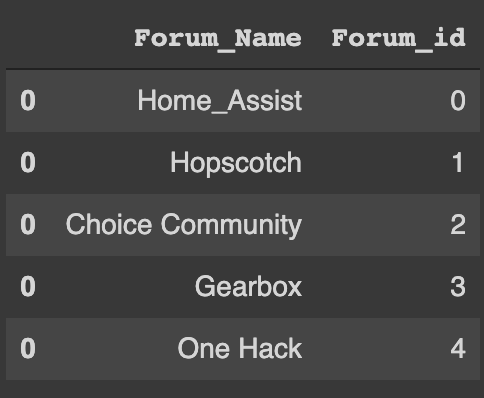 Forum_Name Forum_id
0 Home_Assist 0
0 Hopscotch 1
0 Choice Community 2
0 Gearbox 3
0 One Hack 4